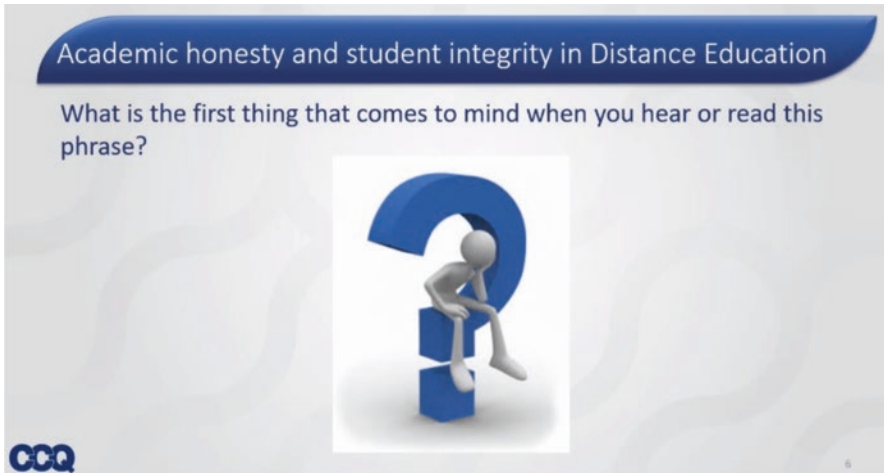 Academic honesty and student integrity in Distance Education
What is the first thing that comes to mind when you hear or read this
phrase?
CCQ
6